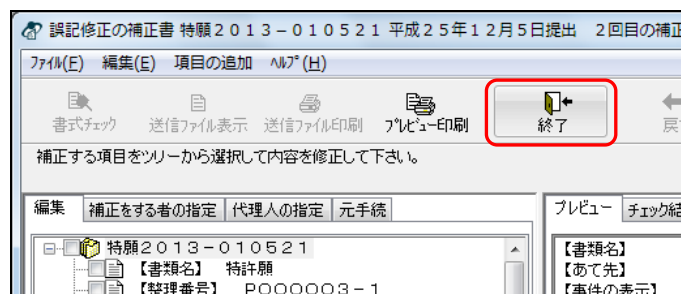 誤記修正の補正書 特願2013-010521 平成25年12月5日提出 2回目の補正
ファイル(F) 編集(E) 項目の追加 ヘルプ(H)
書式チェック 送信ファイル表示 送信ファイル印刷 プレビュー印刷 終了 戻
補正する項目をツリーから選択して内容を修正して下さい。
編集 補正をする者の指定 代理人の指定 元手続 プレビュー チェック結
特願2013-010521 【書類名】
【書類名】 特許願 【あて先】
【整理番号】 P000003-1 【事件の表示】